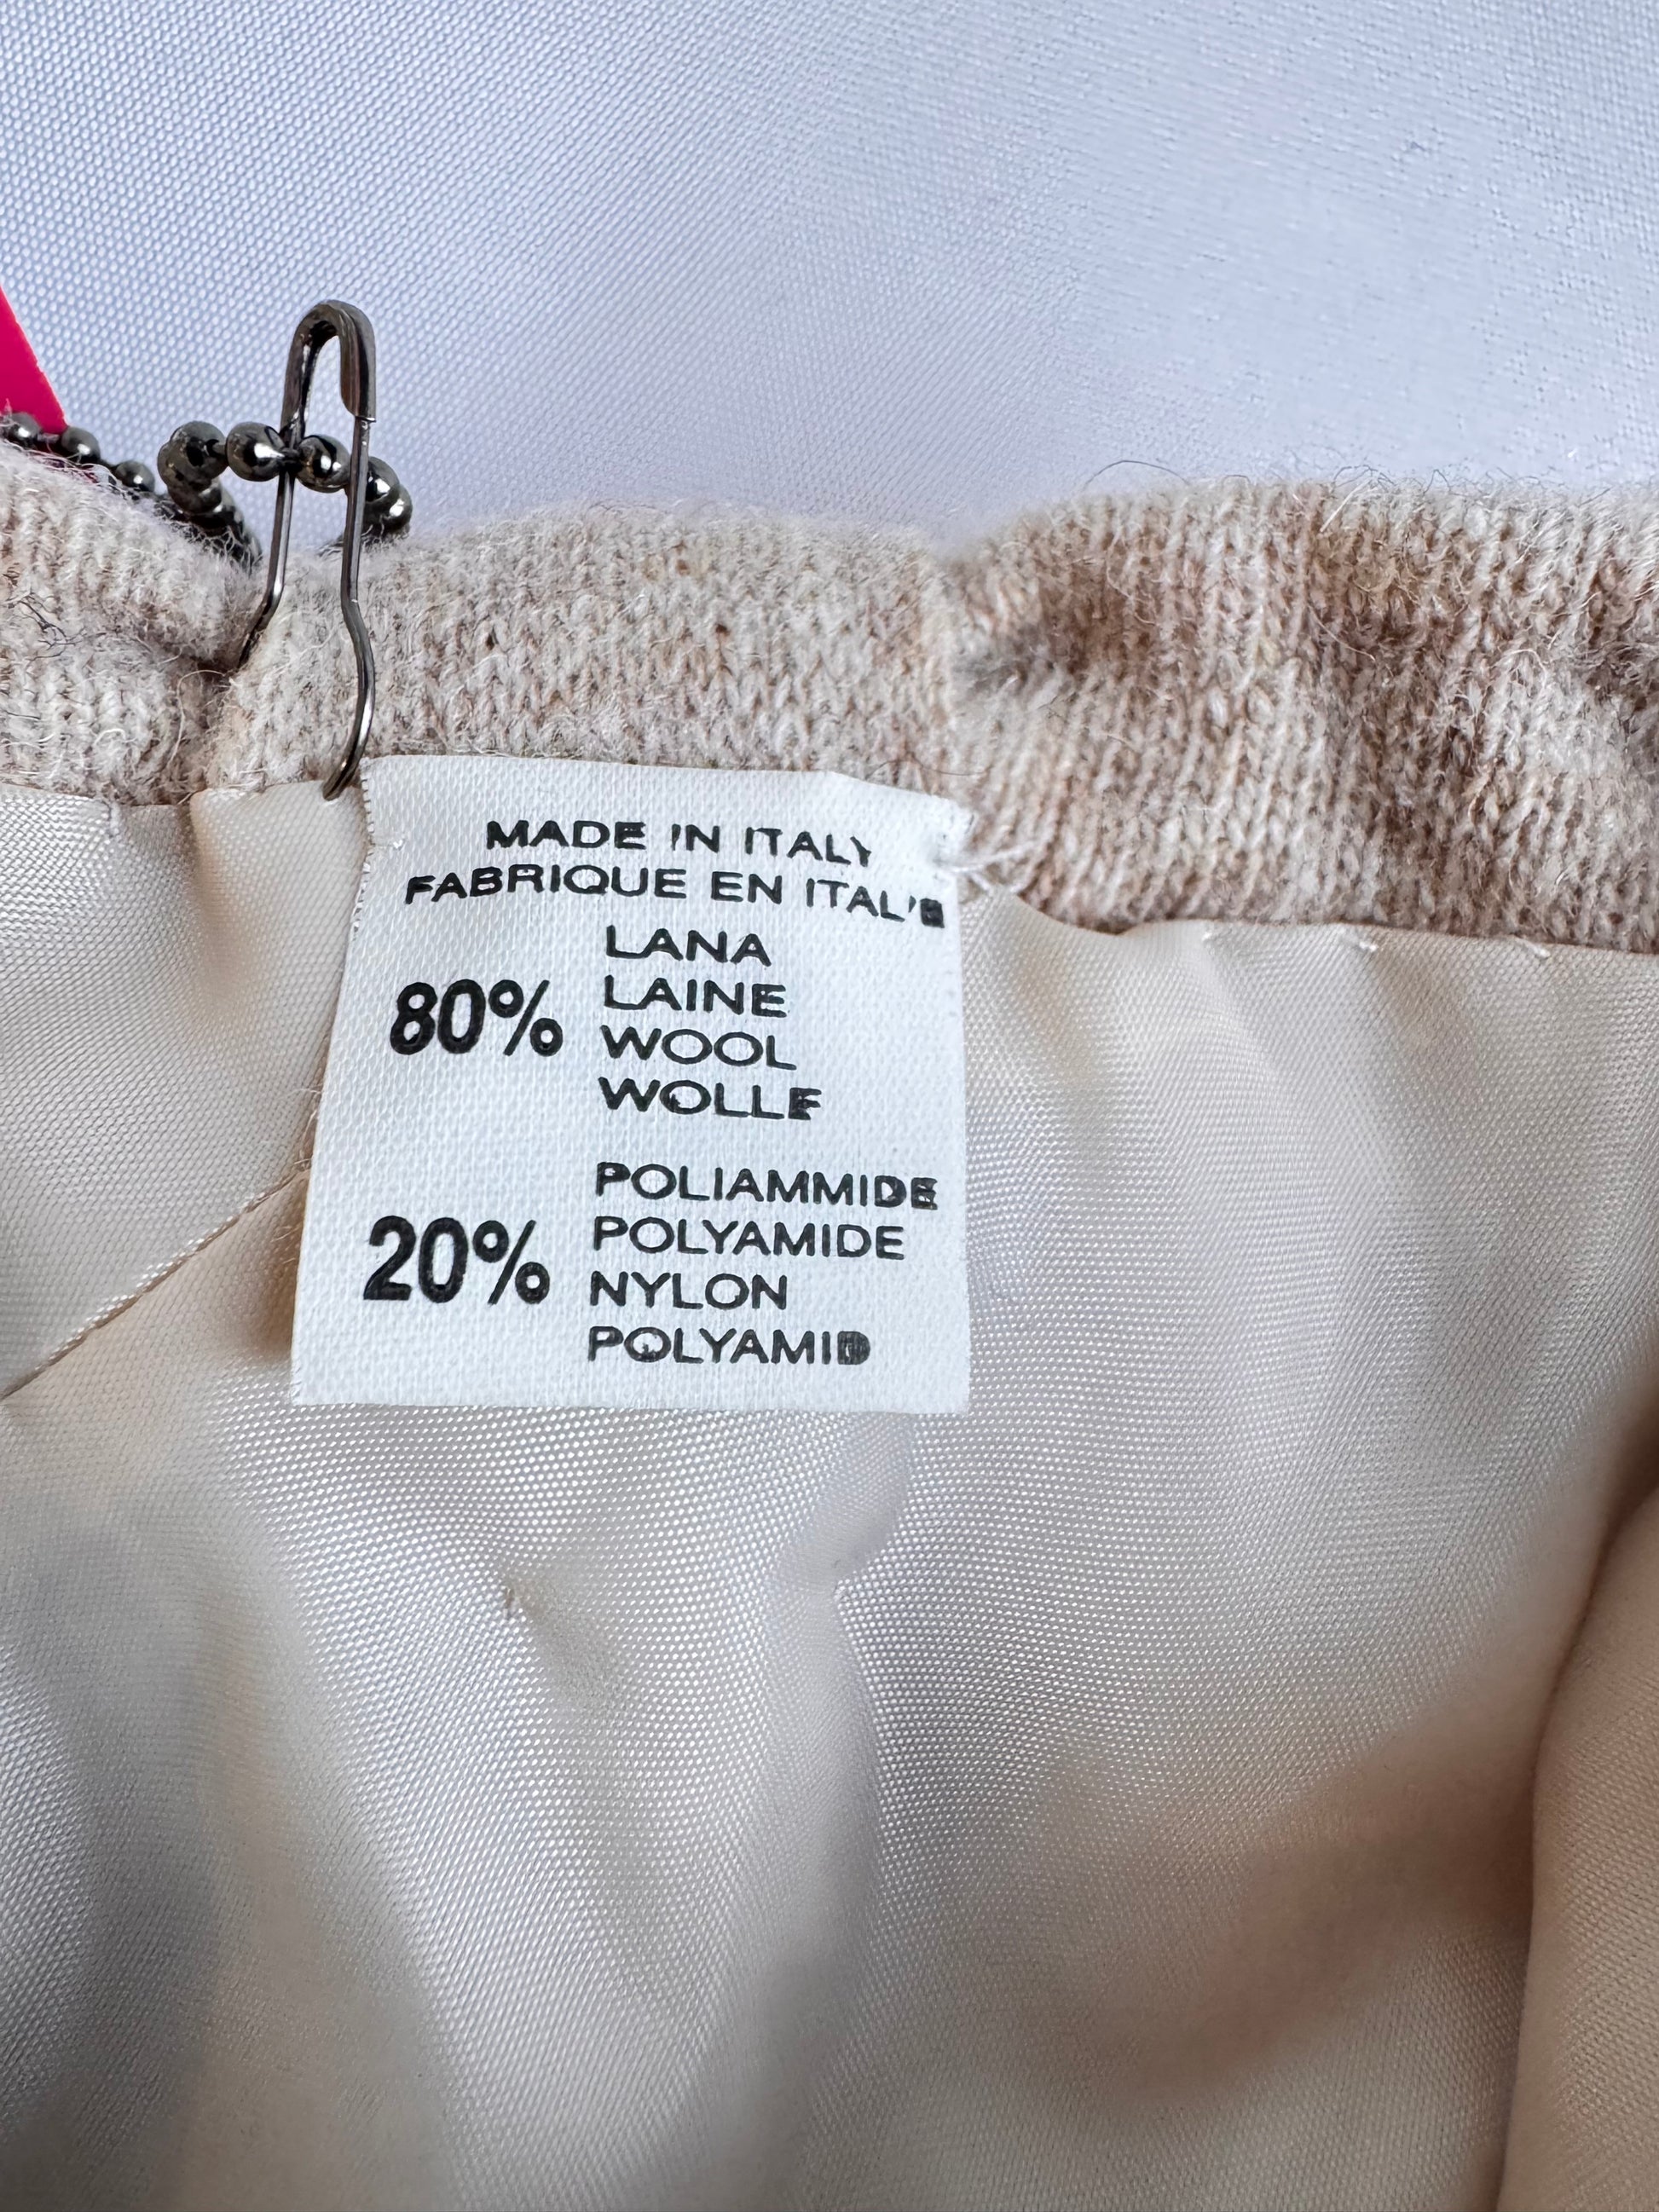 MADE IN ITALY
FABRIQUE EN ITALIE
80%
LANA
LAINE
WOOL
WOLLE
20%
POLIAMMIDE
POLYAMIDE
NYLON
POLYAMID